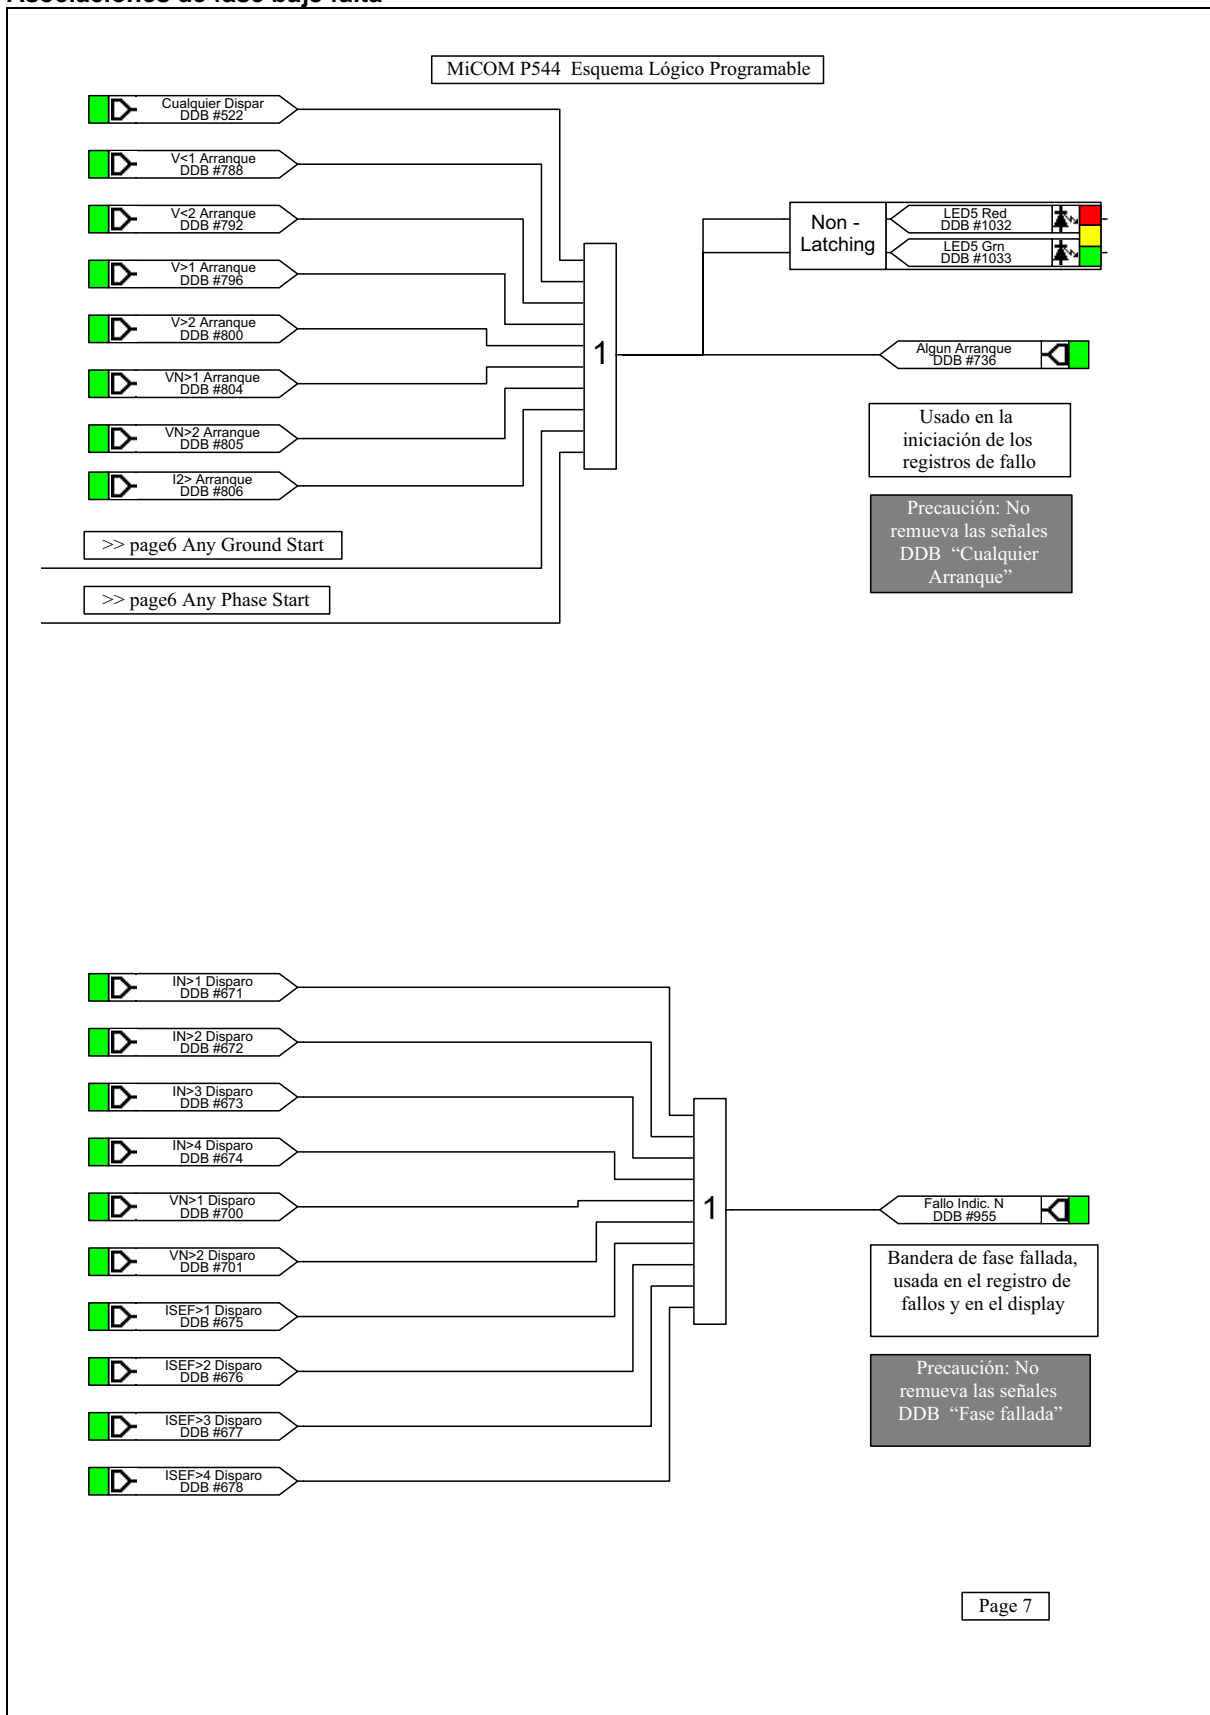 Asociaciones de fase bajo falta
MiCOM P544 Esquema Lógico Programable
Cualquier Dispar
DDB #522
V<1 Arranque
DDB #788
V<2 Arranque
DDB #792
V>1 Arranque
DDB #796
V>2 Arranque
DDB #800
VN>1 Arranque
DDB #804
VN>2 Arranque
DDB #805
I2> Arranque
DDB #806
>> page6 Any Ground Start
>> page6 Any Phase Start
1
Non -
Latching
LED5 Red
DDB #1032
LED5 Grn
DDB #1033
Algun Arranque
DDB #736
Usado en la
iniciación de los
registros de fallo
Precaución: No
remueva las señales
DDB “Cualquier
Arranque”
IN>1 Disparo
DDB #671
IN>2 Disparo
DDB #672
IN>3 Disparo
DDB #673
IN>4 Disparo
DDB #674
VN>1 Disparo
DDB #700
VN>2 Disparo
DDB #701
ISEF>1 Disparo
DDB #675
ISEF>2 Disparo
DDB #676
ISEF>3 Disparo
DDB #677
ISEF>4 Disparo
DDB #678
1
Fallo Indic. N
DDB #955
Bandera de fase fallada,
usada en el registro de
fallos y en el display
Precaución: No
remueva las señales
DDB “Fase fallada”
Page 7